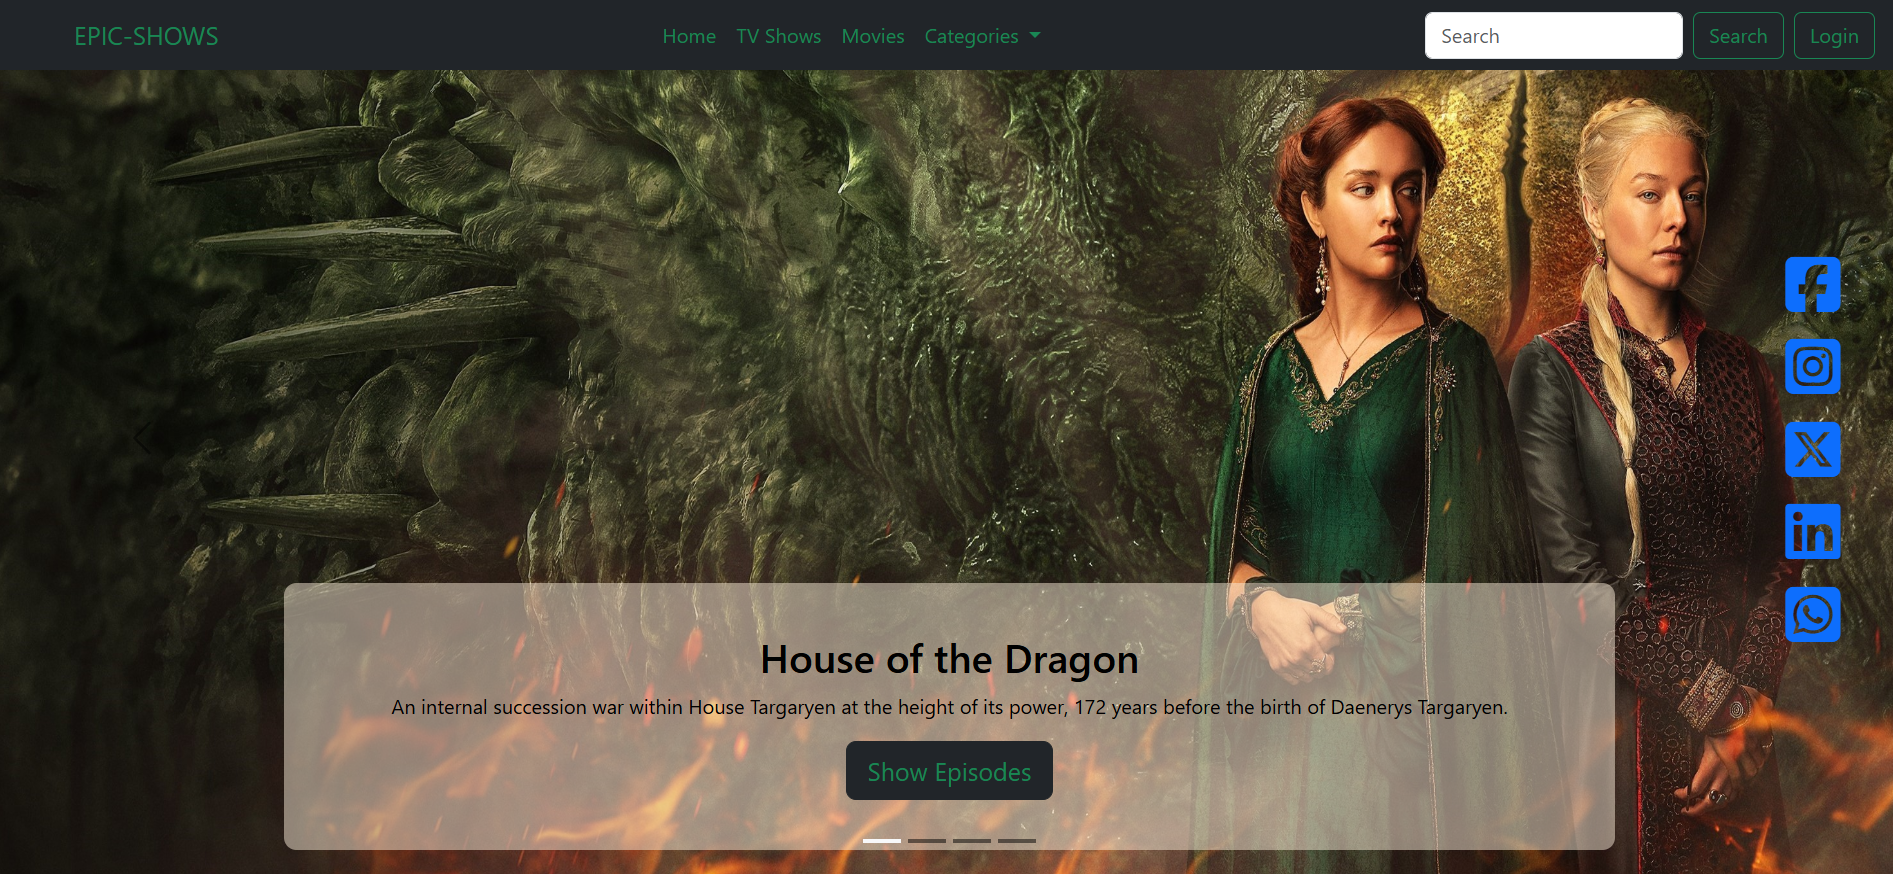 EPIC-SHOWS
Home TV Shows Movies Categories
Search Search Login
House of the Dragon
An internal succession war within House Targaryen at the height of its power, 172 years before the birth of Daenerys Targaryen.
Show Episodes